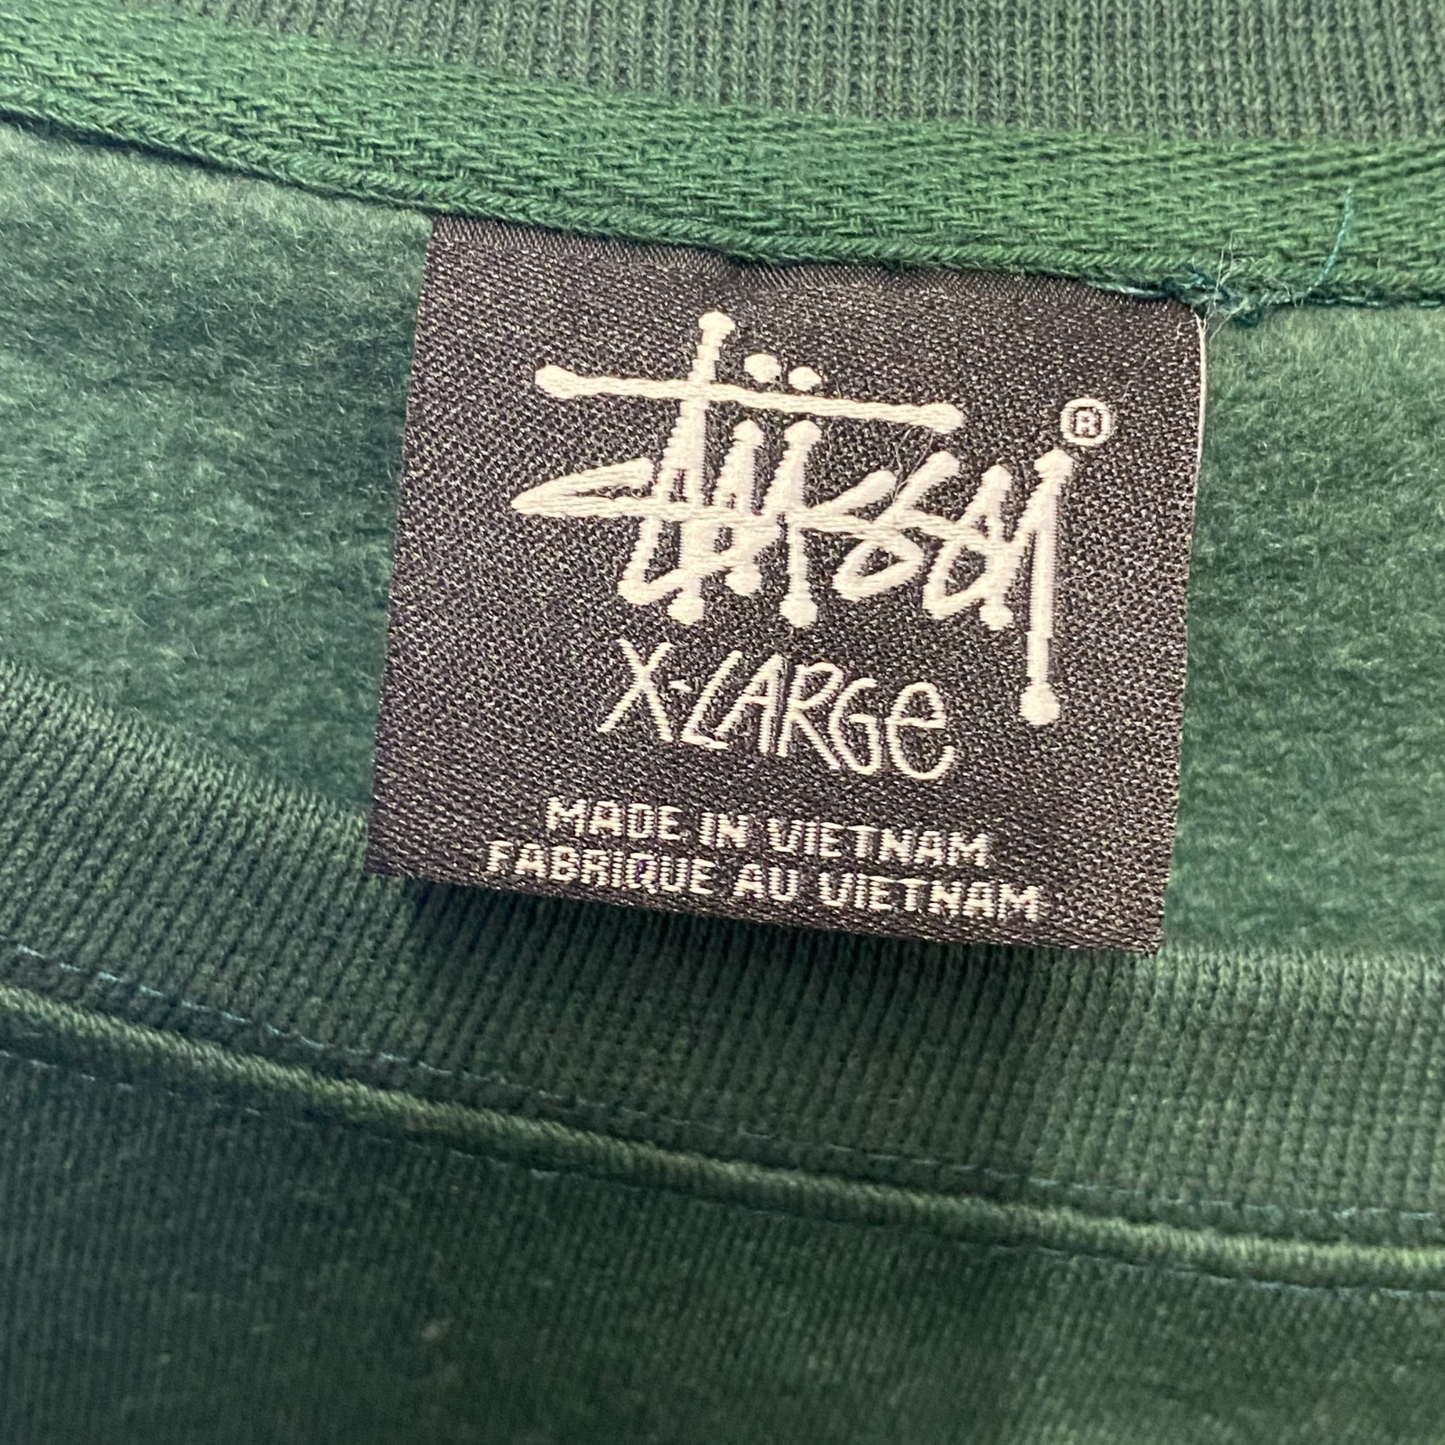 Stüssy ®
X-LARGe
MADE IN VIETNAM
FABRIQUE AU VIETNAM